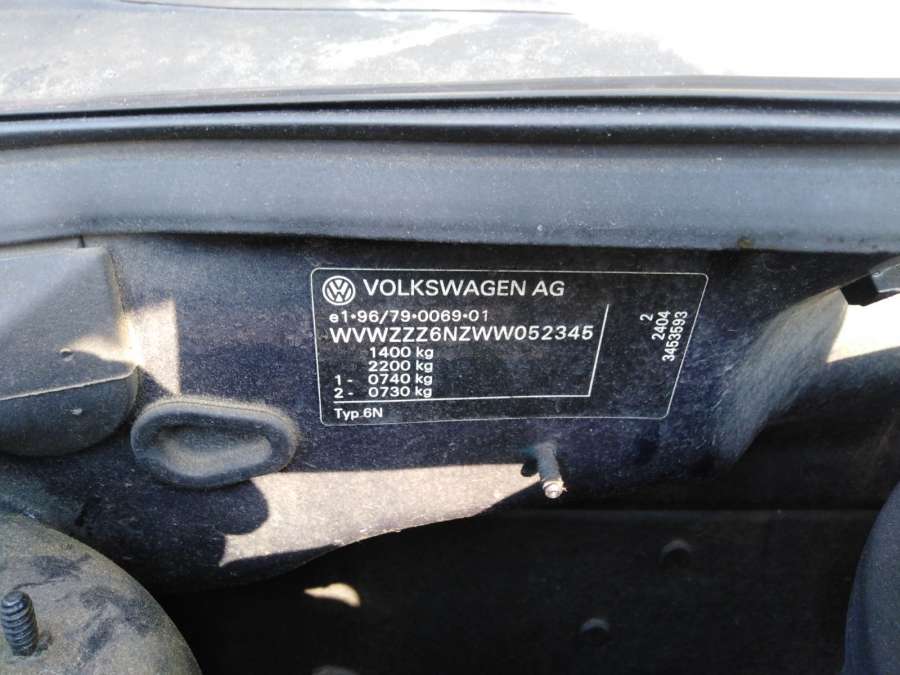 VOLKSWAGEN AG
e1*96/79*0069*01
WVWZZZ6NZWW052345
1400 kg
2200 kg
1 - 0740 kg
2 - 0730 kg
Typ 6N
2
2404
3453593